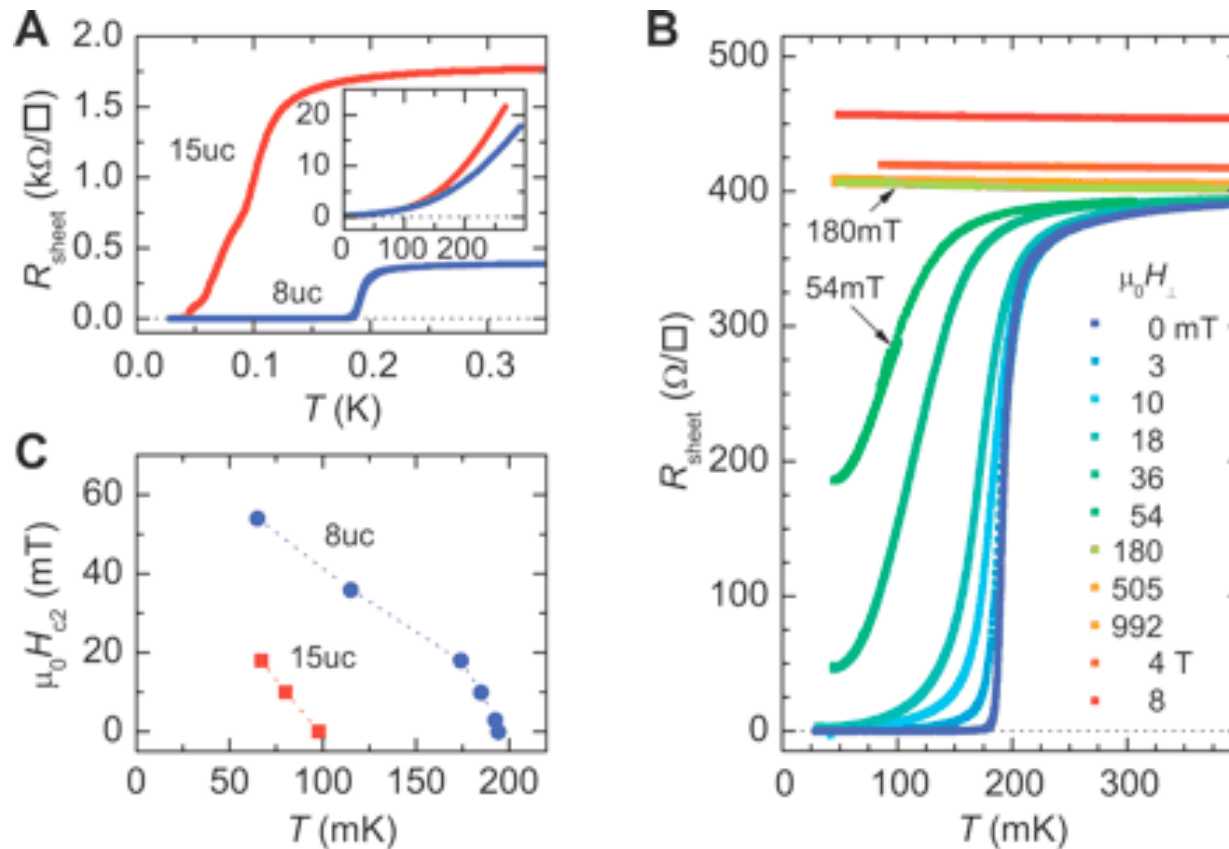 A
2.0
1.5
1.0
0.5
0.0
R_sheet (kΩ/□)
15uc
8uc
20
10
0
0 100 200
0.0 0.1 0.2 0.3
T (K)
B
500
400
300
200
100
0
R_sheet (Ω/□)
180mT
54mT
μ₀H⊥
0 mT
3
10
18
36
54
180
505
992
4 T
8
0 100 200 300
T (mK)
C
60
40
20
0
μ₀H_c2 (mT)
8uc
15uc
0 50 100 150 200
T (mK)